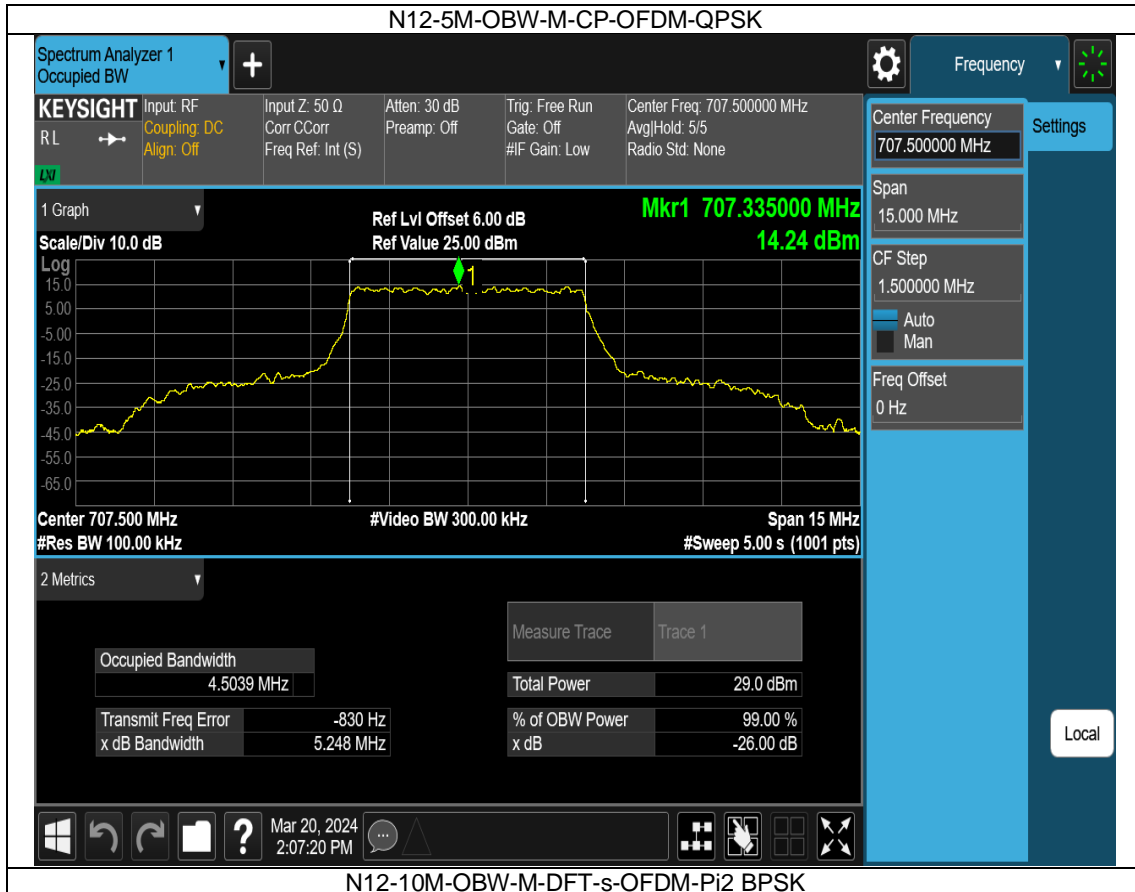 N12-5M-OBW-M-CP-OFDM-QPSK
Spectrum Analyzer 1
Occupied BW
+
Frequency
KEYSIGHT
RL
LXI
Input: RF
Coupling: DC
Align: Off
Input Z: 50 Ω
Corr CCorr
Freq Ref: Int (S)
Atten: 30 dB
Preamp: Off
Trig: Free Run
Gate: Off
#IF Gain: Low
Center Freq: 707.500000 MHz
Avg|Hold: 5/5
Radio Std: None
Center Frequency
707.500000 MHz
Settings
Span
15.000 MHz
CF Step
1.500000 MHz
Auto
Man
Freq Offset
0 Hz
Local
1 Graph
Scale/Div 10.0 dB
Ref Lvl Offset 6.00 dB
Ref Value 25.00 dBm
Mkr1 707.335000 MHz
14.24 dBm
Log
1
15.0
5.00
-5.00
-15.0
-25.0
-35.0
-45.0
-55.0
-65.0
Center 707.500 MHz
#Video BW 300.00 kHz
Span 15 MHz
#Res BW 100.00 kHz
#Sweep 5.00 s (1001 pts)
2 Metrics
Measure Trace Trace 1
Occupied Bandwidth
4.5039 MHz
Total Power 29.0 dBm
Transmit Freq Error -830 Hz
% of OBW Power 99.00 %
x dB Bandwidth 5.248 MHz
x dB -26.00 dB
?
Mar 20, 2024
2:07:20 PM
N12-10M-OBW-M-DFT-s-OFDM-Pi2 BPSK